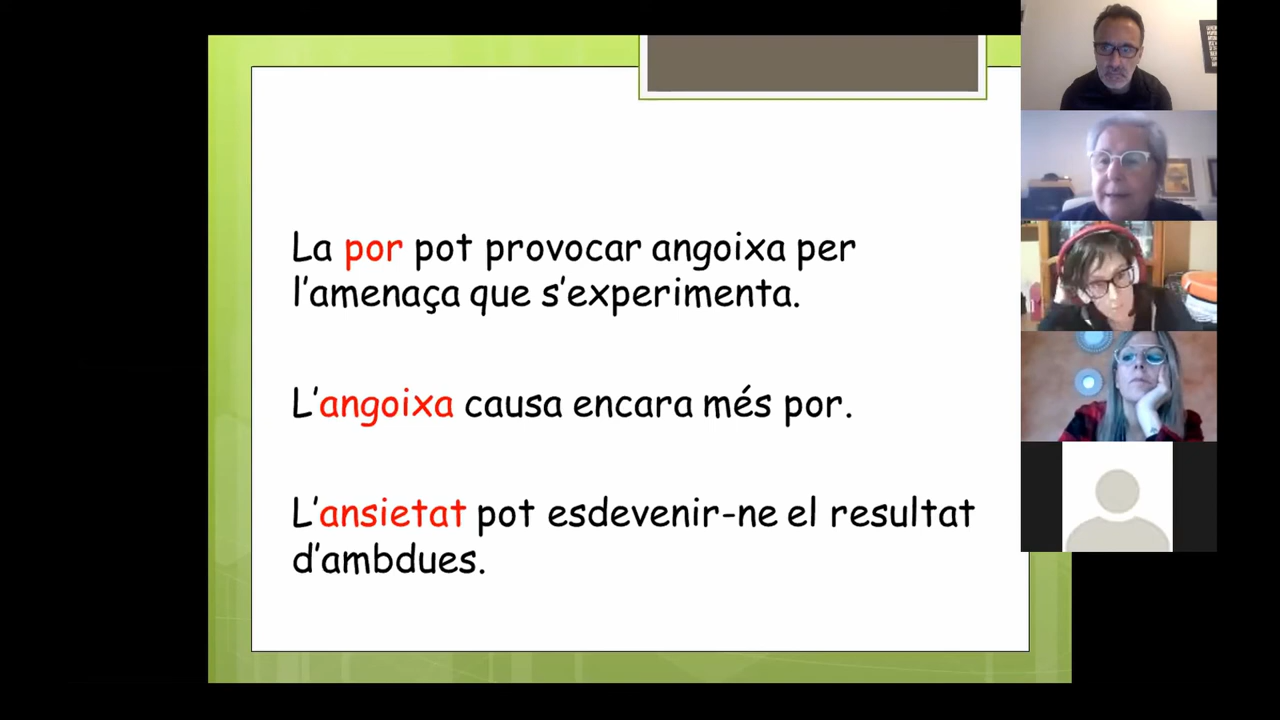 La por pot provocar angoixa per
l'amenaça que s'experimenta.
L'angoixa causa encara més por.
L'ansietat pot esdevenir-ne el resultat
d'ambdues.